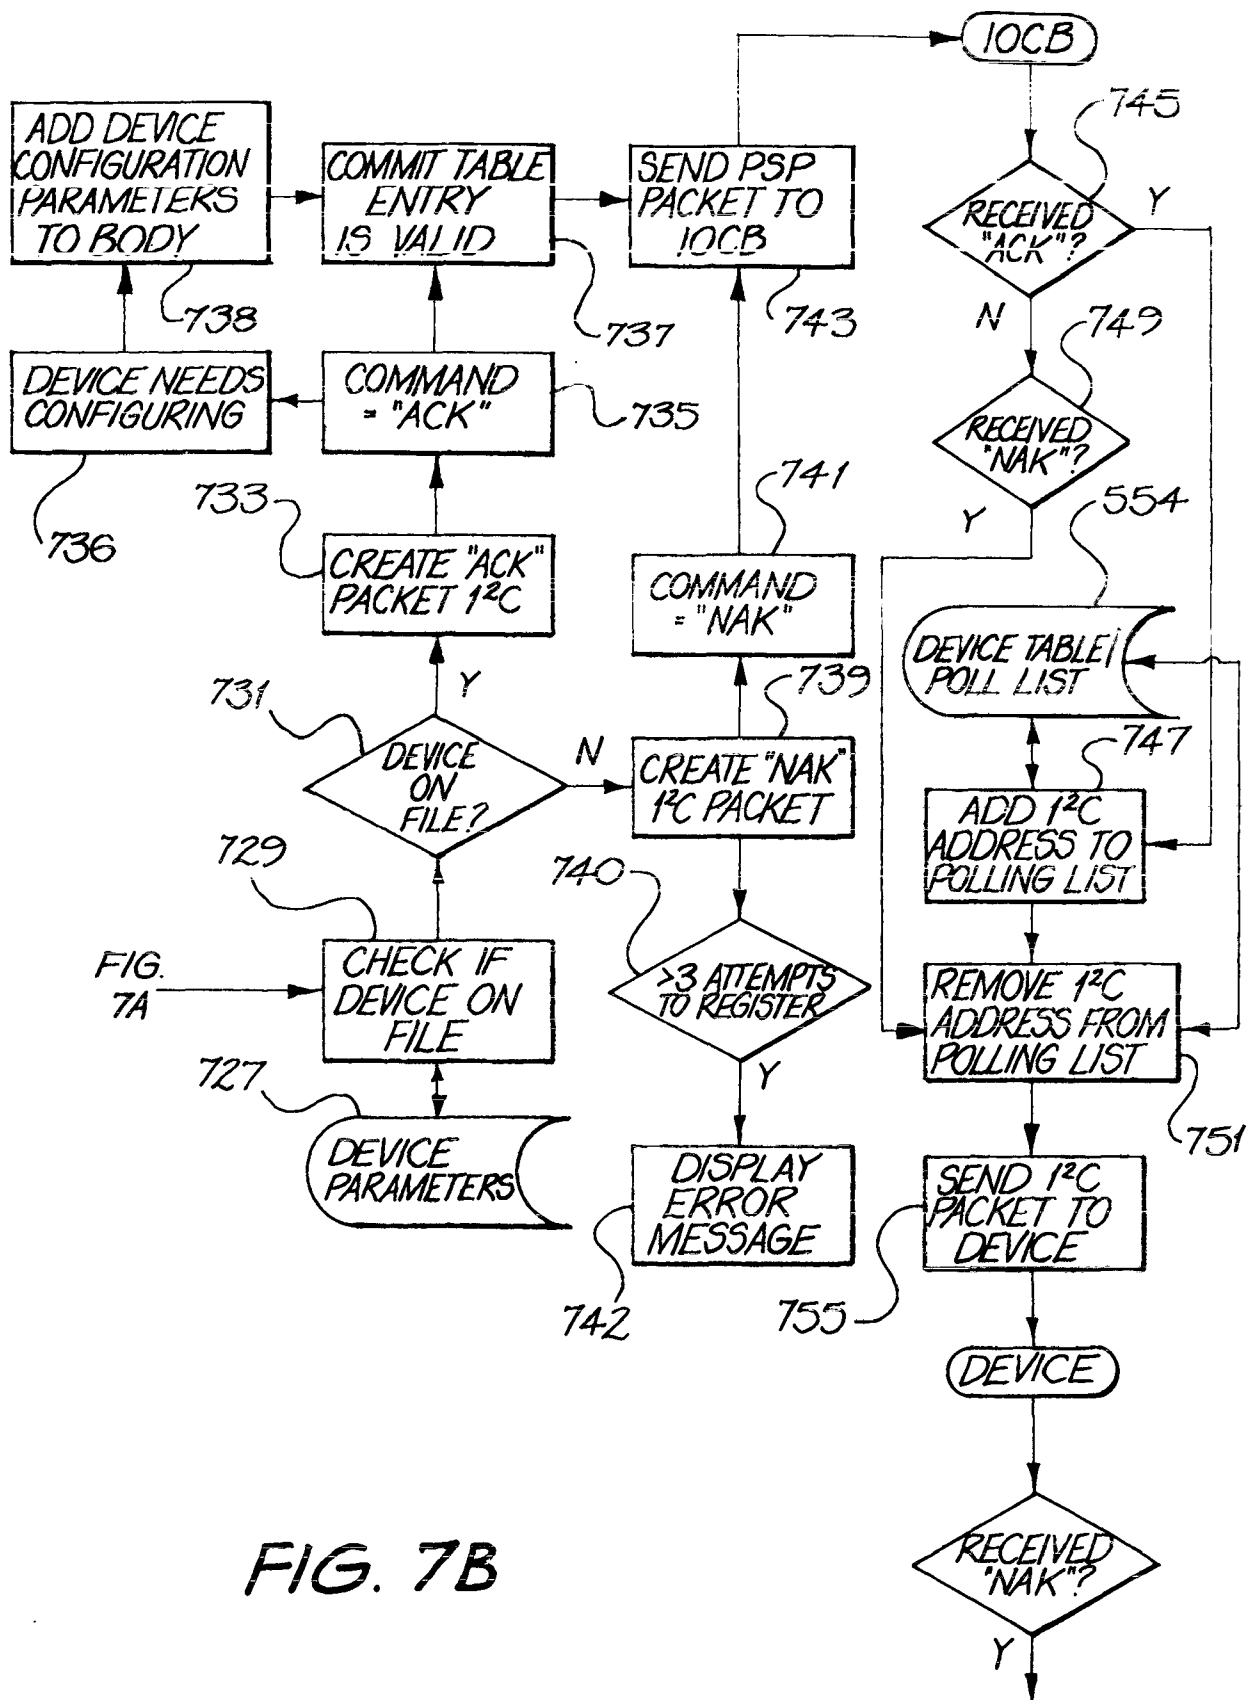 IOCB
745
ADD DEVICE
CONFIGURATION
PARAMETERS
TO BODY
738
COMMIT TABLE
ENTRY
IS VALID
737
SEND PSP
PACKET TO
IOCB
743
RECEIVED
"ACK"?
Y
N
749
DEVICE NEEDS
CONFIGURING
736
COMMAND
= "ACK"
735
RECEIVED
"NAK"?
Y
741
554
733
CREATE "ACK"
PACKET I²C
COMMAND
= "NAK"
DEVICE TABLE/
POLL LIST
Y
731
DEVICE
ON
FILE?
N
739
CREATE "NAK"
I²C PACKET
747
ADD I²C
ADDRESS TO
POLLING LIST
729
740
FIG.
7A
CHECK IF
DEVICE ON
FILE
>3 ATTEMPTS
TO REGISTER
Y
REMOVE I²C
ADDRESS FROM
POLLING LIST
751
727
DEVICE
PARAMETERS
DISPLAY
ERROR
MESSAGE
742
SEND I²C
PACKET TO
DEVICE
755
DEVICE
RECEIVED
"NAK"?
Y
FIG. 7B